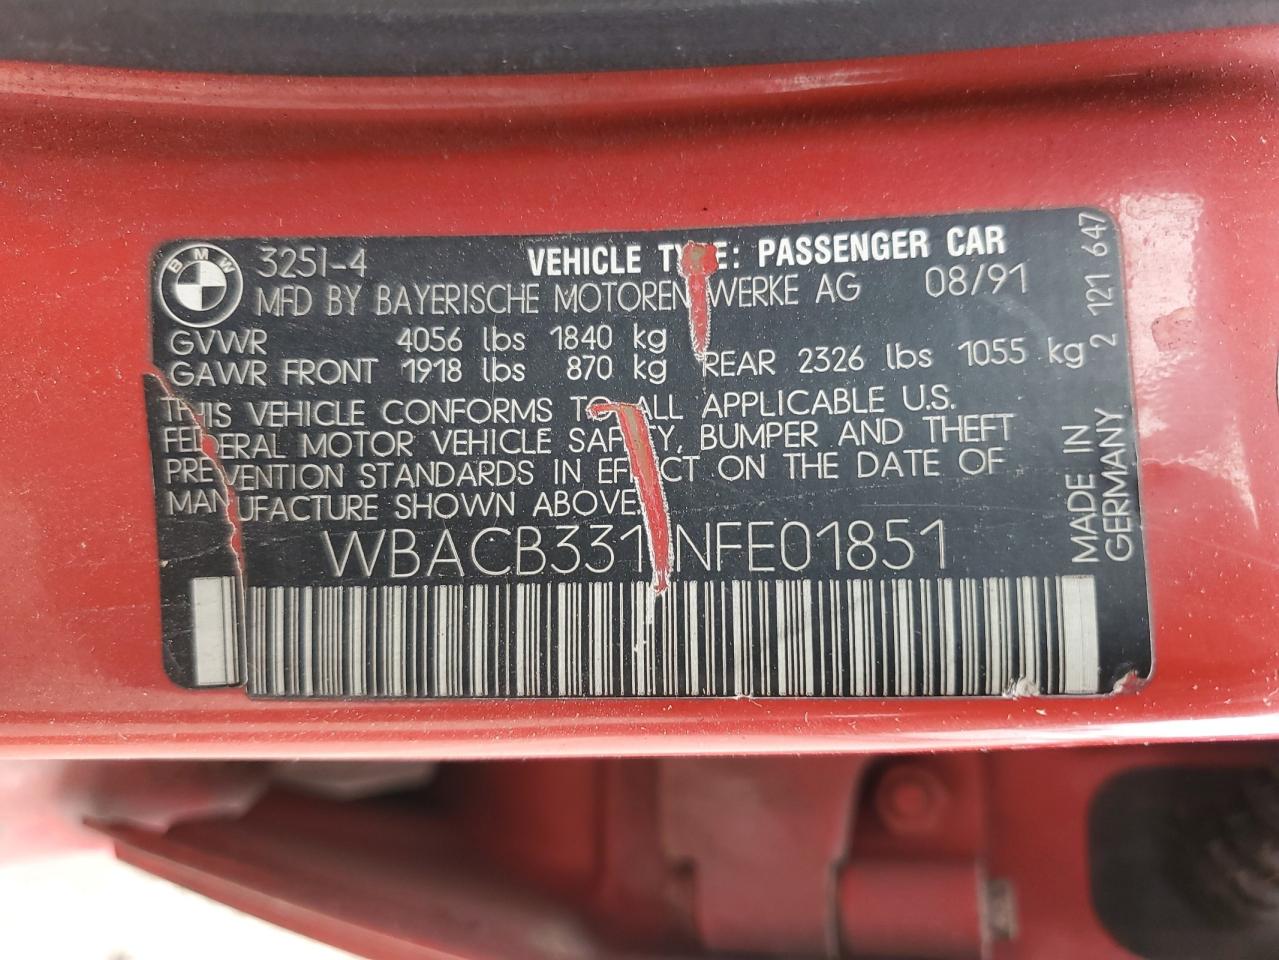 BMW
325I-4 VEHICLE TYPE: PASSENGER CAR
MFD BY BAYERISCHE MOTOREN WERKE AG 08/91
GVWR 4056 lbs 1840 kg
GAWR FRONT 1918 lbs 870 kg REAR 2326 lbs 1055 kg
THIS VEHICLE CONFORMS TO ALL APPLICABLE U.S.
FEDERAL MOTOR VEHICLE SAFETY, BUMPER AND THEFT
PREVENTION STANDARDS IN EFFECT ON THE DATE OF
MANUFACTURE SHOWN ABOVE.
WBACB3311NFE01851
2 121 647
MADE IN
GERMANY